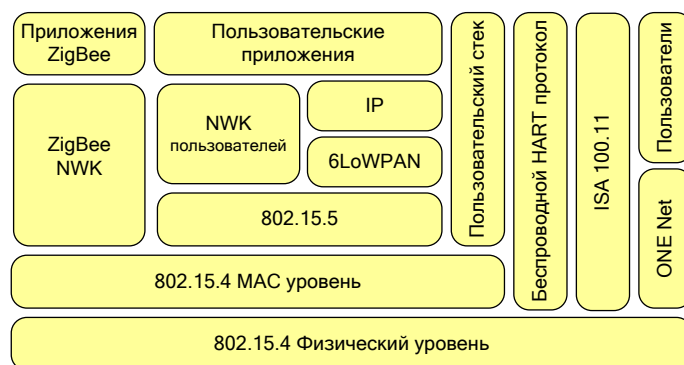 Приложения
ZigBee
Пользовательские
приложения
Пользовательский стек
Беспроводной HART протокол
ISA 100.11
Пользователи
ZigBee
NWK
NWK
пользователей
IP
6LoWPAN
802.15.5
ONE Net
802.15.4 MAC уровень
802.15.4 Физический уровень